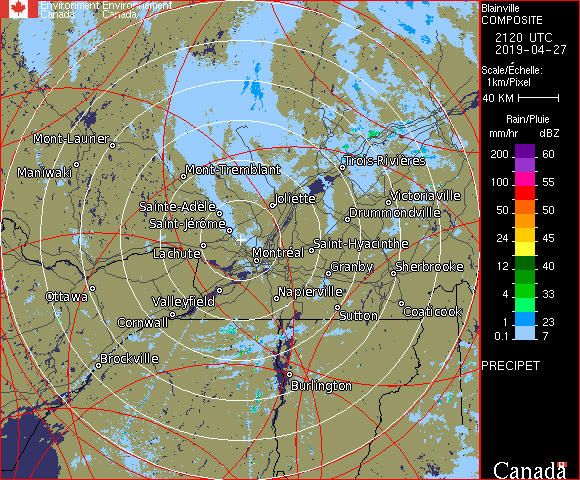 Environment Environnement
Canada Canada
Mont-Laurier
Maniwaki
Mont-Tremblant
Trois-Rivières
Sainte-Adèle
Joliette
Victoriaville
Saint-Jérôme
Drummondville
Lachute
Montréal
Saint-Hyacinthe
Granby
Sherbrooke
Ottawa
Valleyfield
Napierville
Cornwall
Sutton
Coaticook
Brockville
Burlington
Blainville
COMPOSITE
2120 UTC
2019-04-27
Scale/Échelle:
1km/Pixel
40 KM
Rain/Pluie
mm/hr dBZ
200 60
150 57
100 55
50 50
24 45
12 40
4 33
1 23
0.1 7
PRECIPET
Canada